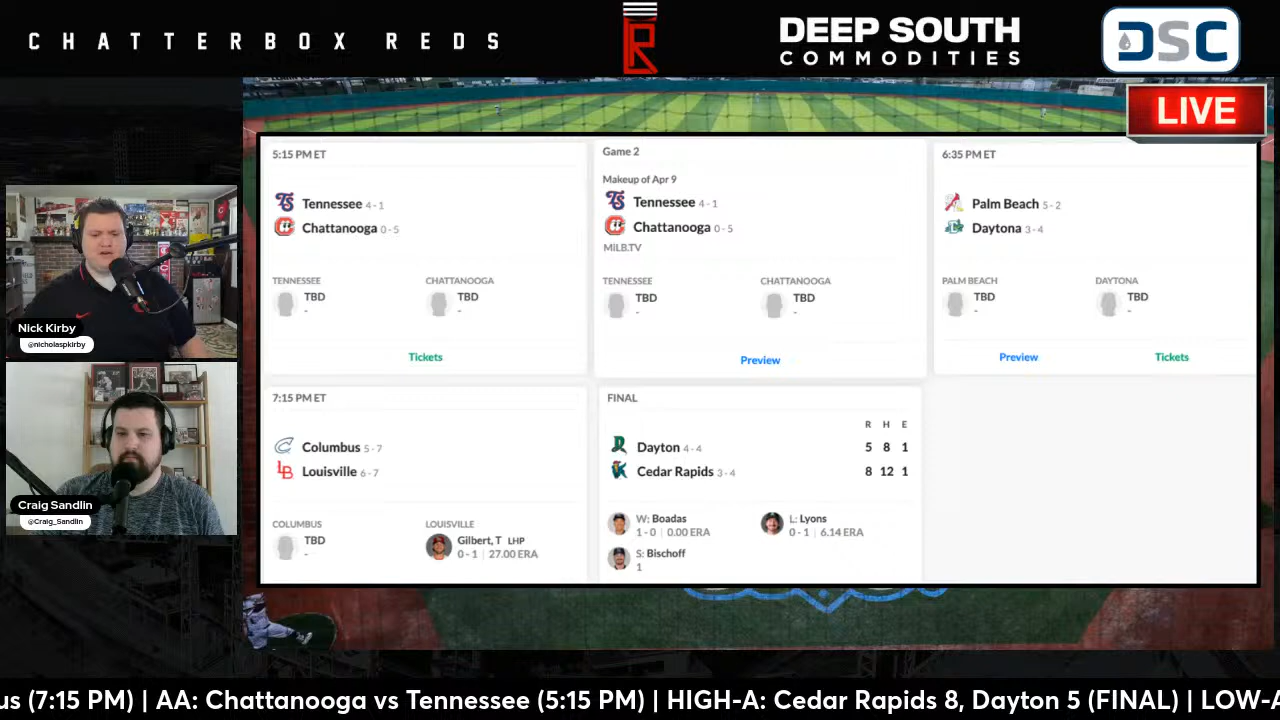 CHATTERBOX REDS
R
DEEP SOUTH
COMMODITIES
DSC
LIVE
5:15 PM ET
Tennessee 4-1
Chattanooga 0-5
TENNESSEE CHATTANOOGA
TBD TBD
- -
Tickets
Game 2
Makeup of Apr 9
Tennessee 4-1
Chattanooga 0-5
MILB.TV
TENNESSEE CHATTANOOGA
TBD TBD
- -
Preview
6:35 PM ET
Palm Beach 5-2
Daytona 3-4
PALM BEACH DAYTONA
TBD TBD
- -
Preview Tickets
Nick Kirby
@nicholaspkirby
Craig Sandlin
@Craig_Sandlin
7:15 PM ET
Columbus 5-7
Louisville 6-7
COLUMBUS LOUISVILLE
TBD Gilbert, T LHP
- 0-1 | 27.00 ERA
FINAL
R H E
Dayton 4-4 5 8 1
Cedar Rapids 3-4 8 12 1
W: Boadas L: Lyons
1-0 | 0.00 ERA 0-1 | 6.14 ERA
S: Bischoff
1
us (7:15 PM) | AA: Chattanooga vs Tennessee (5:15 PM) | HIGH-A: Cedar Rapids 8, Dayton 5 (FINAL) | LOW-A